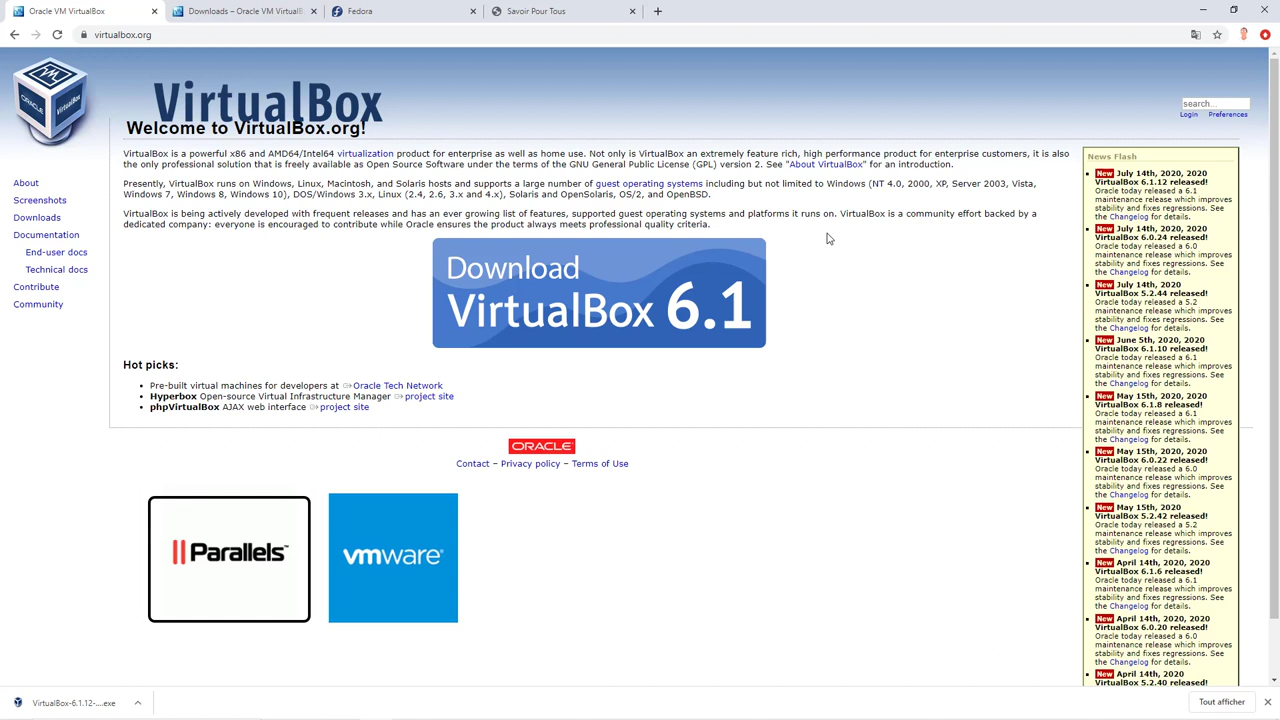 Oracle VM VirtualBox
Downloads – Oracle VM VirtualB
Fedora
Savoir Pour Tous
virtualbox.org
ORACLE
VM
VirtualBox
VirtualBox
search...
Login Preferences
Welcome to VirtualBox.org!
VirtualBox is a powerful x86 and AMD64/Intel64 virtualization product for enterprise as well as home use. Not only is VirtualBox an extremely feature rich, high performance product for enterprise customers, it is also
the only professional solution that is freely available as Open Source Software under the terms of the GNU General Public License (GPL) version 2. See "About VirtualBox" for an introduction.
Presently, VirtualBox runs on Windows, Linux, Macintosh, and Solaris hosts and supports a large number of guest operating systems including but not limited to Windows (NT 4.0, 2000, XP, Server 2003, Vista,
Windows 7, Windows 8, Windows 10), DOS/Windows 3.x, Linux (2.4, 2.6, 3.x and 4.x), Solaris and OpenSolaris, OS/2, and OpenBSD.
VirtualBox is being actively developed with frequent releases and has an ever growing list of features, supported guest operating systems and platforms it runs on. VirtualBox is a community effort backed by a
dedicated company: everyone is encouraged to contribute while Oracle ensures the product always meets professional quality criteria.
About
Screenshots
Downloads
Documentation
End-user docs
Technical docs
Contribute
Community
Download
VirtualBox 6.1
Hot picks:
Pre-built virtual machines for developers at Oracle Tech Network
Hyperbox Open-source Virtual Infrastructure Manager project site
phpVirtualBox AJAX web interface project site
ORACLE
Contact – Privacy policy – Terms of Use
Parallels™
vmware®
News Flash
New July 14th, 2020, 2020
VirtualBox 6.1.12 released!
Oracle today released a 6.1
maintenance release which improves
stability and fixes regressions. See
the Changelog for details.
New July 14th, 2020, 2020
VirtualBox 6.0.24 released!
Oracle today released a 6.0
maintenance release which improves
stability and fixes regressions. See
the Changelog for details.
New July 14th, 2020, 2020
VirtualBox 5.2.44 released!
Oracle today released a 5.2
maintenance release which improves
stability and fixes regressions. See
the Changelog for details.
New June 5th, 2020, 2020
VirtualBox 6.1.10 released!
Oracle today released a 6.1
maintenance release which improves
stability and fixes regressions. See
the Changelog for details.
New May 15th, 2020, 2020
VirtualBox 6.1.8 released!
Oracle today released a 6.1
maintenance release which improves
stability and fixes regressions. See
the Changelog for details.
New May 15th, 2020, 2020
VirtualBox 6.0.22 released!
Oracle today released a 6.0
maintenance release which improves
stability and fixes regressions. See
the Changelog for details.
New May 15th, 2020, 2020
VirtualBox 5.2.42 released!
Oracle today released a 5.2
maintenance release which improves
stability and fixes regressions. See
the Changelog for details.
New April 14th, 2020, 2020
VirtualBox 6.1.6 released!
Oracle today released a 6.1
maintenance release which improves
stability and fixes regressions. See
the Changelog for details.
New April 14th, 2020, 2020
VirtualBox 6.0.20 released!
Oracle today released a 6.0
maintenance release which improves
stability and fixes regressions. See
the Changelog for details.
New April 14th, 2020, 2020
VirtualBox 5.2.40 released!
VirtualBox-6.1.12-....exe
Tout afficher